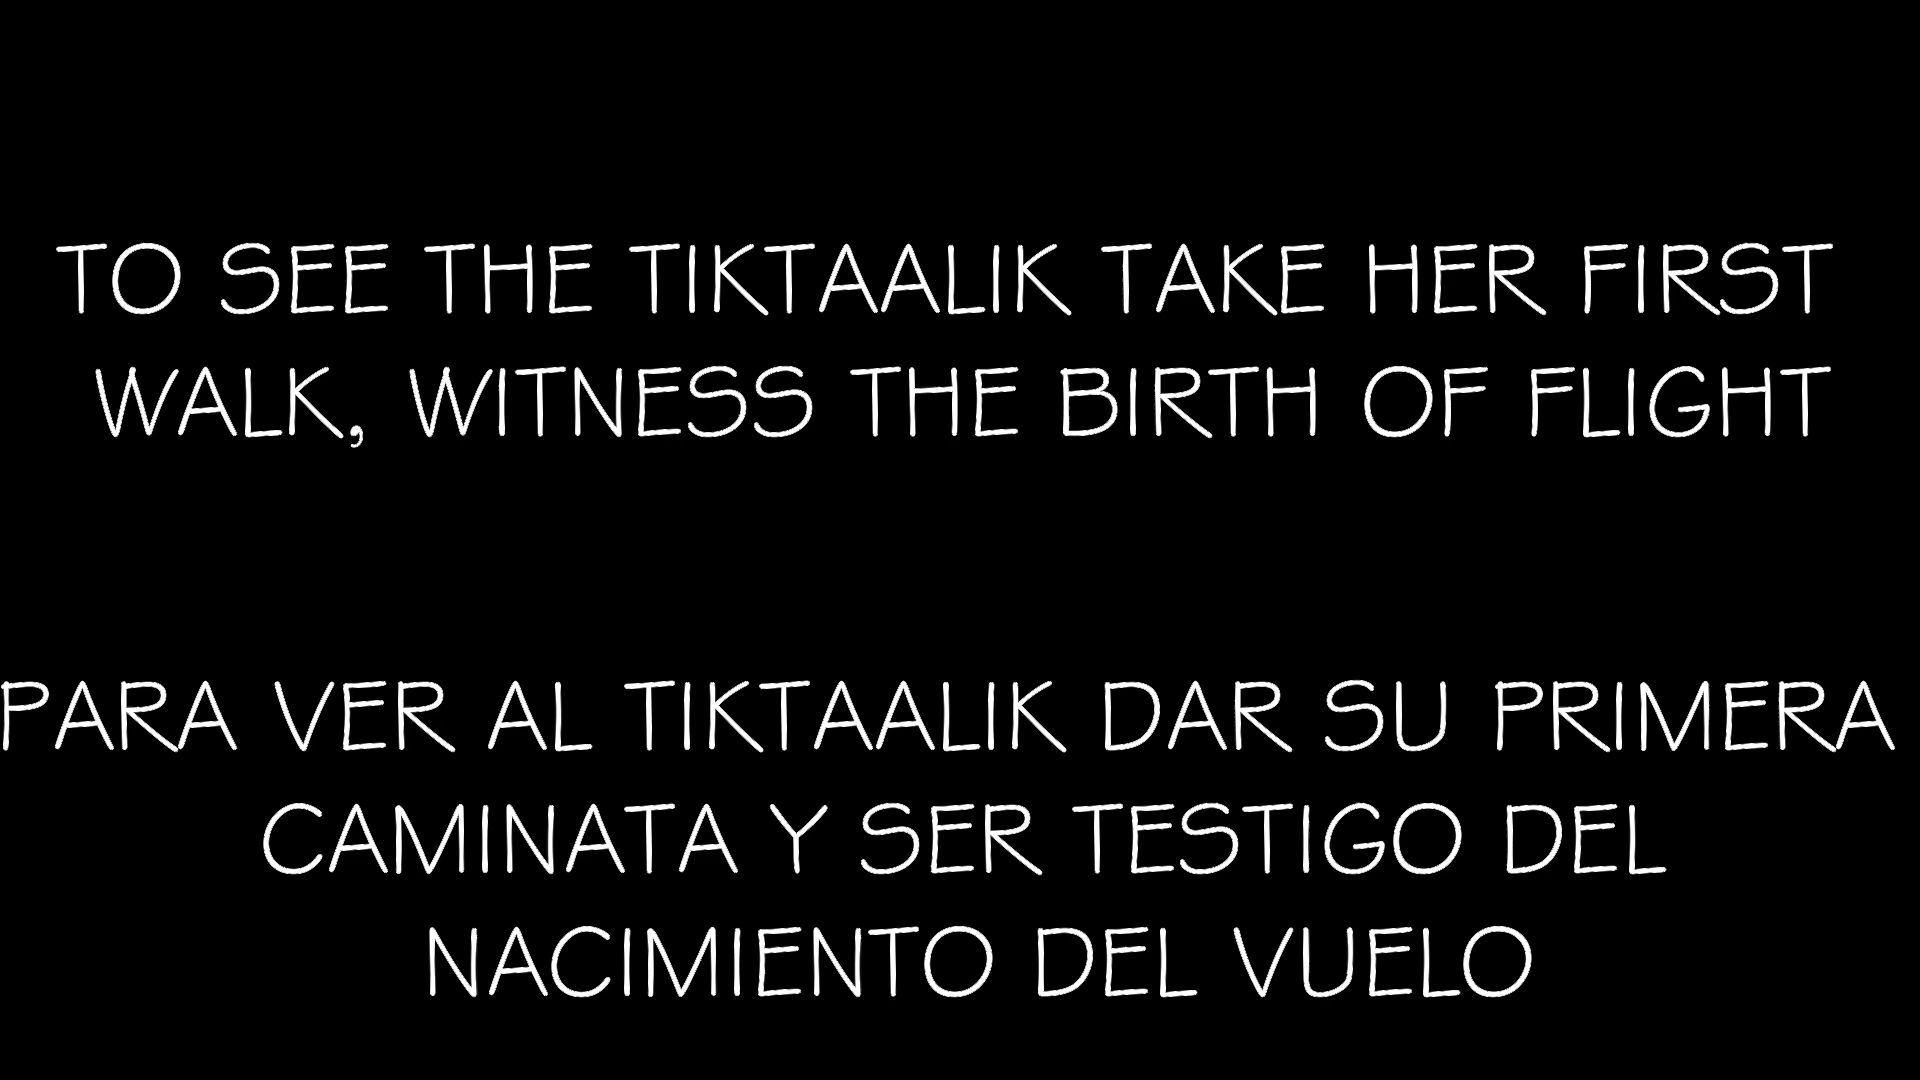 TO SEE THE TIKTAALIK TAKE HER FIRST
WALK, WITNESS THE BIRTH OF FLIGHT
PARA VER AL TIKTAALIK DAR SU PRIMERA
CAMINATA Y SER TESTIGO DEL
NACIMIENTO DEL VUELO